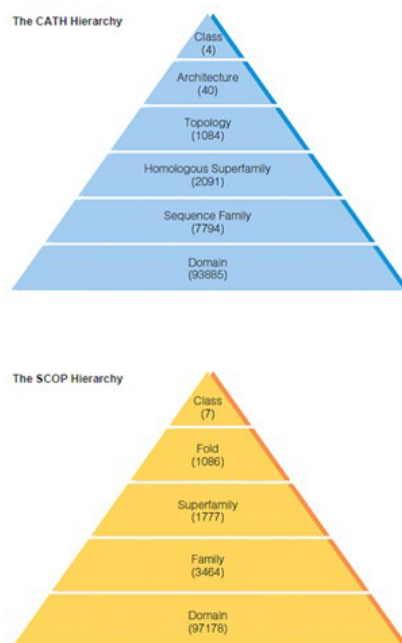 The CATH Hierarchy
Class
(4)
Architecture
(40)
Topology
(1084)
Homologous Superfamily
(2091)
Sequence Family
(7794)
Domain
(93885)
The SCOP Hierarchy
Class
(7)
Fold
(1086)
Superfamily
(1777)
Family
(3464)
Domain
(97178)